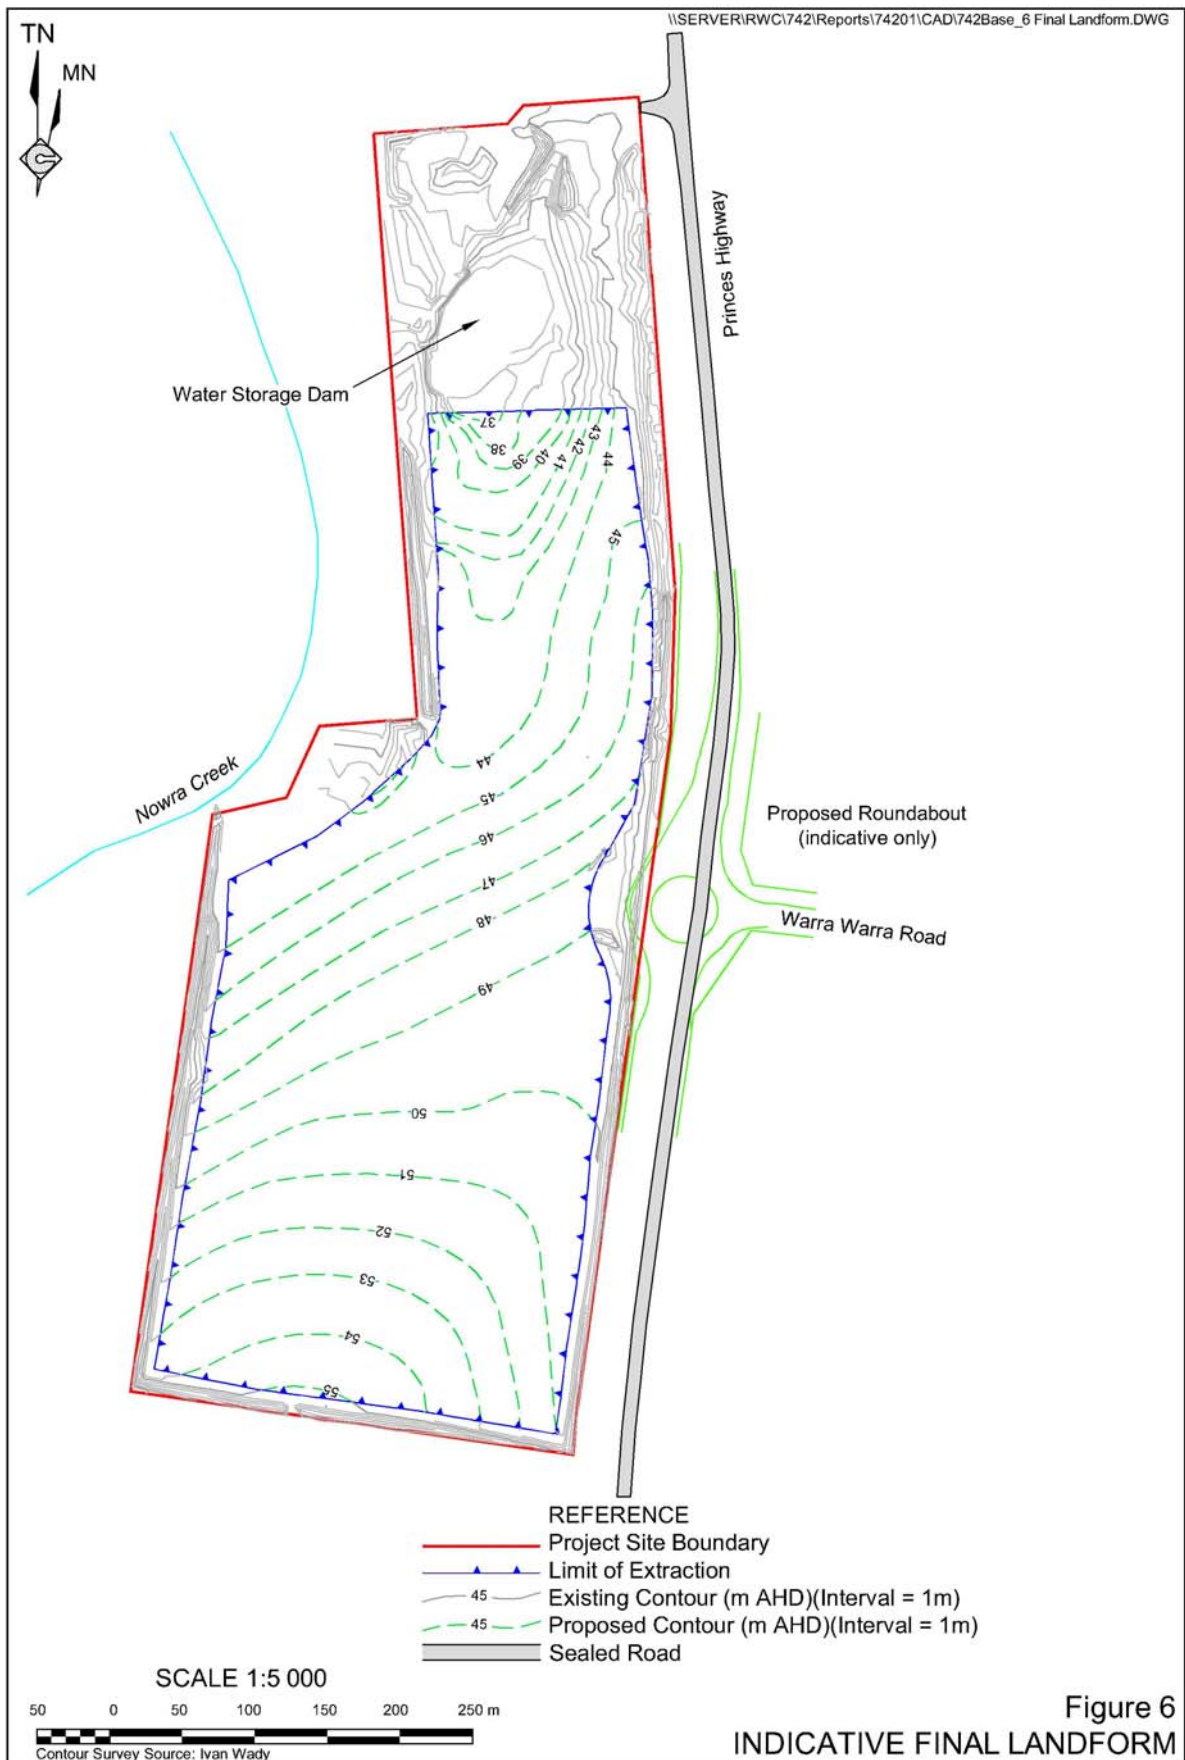 \\SERVER\RWC\742\Reports\74201\CAD\742Base_6 Final Landform.DWG
TN
MN
Princes Highway
Water Storage Dam
37
38
39
40
41
42
43
44
45
Nowra Creek
44
45
46
47
48
49
50
51
52
53
54
55
Proposed Roundabout
(indicative only)
Warra Warra Road
REFERENCE
Project Site Boundary
Limit of Extraction
45 Existing Contour (m AHD)(Interval = 1m)
45 Proposed Contour (m AHD)(Interval = 1m)
Sealed Road
SCALE 1:5 000
50 0 50 100 150 200 250 m
Contour Survey Source: Ivan Wady
Figure 6
INDICATIVE FINAL LANDFORM